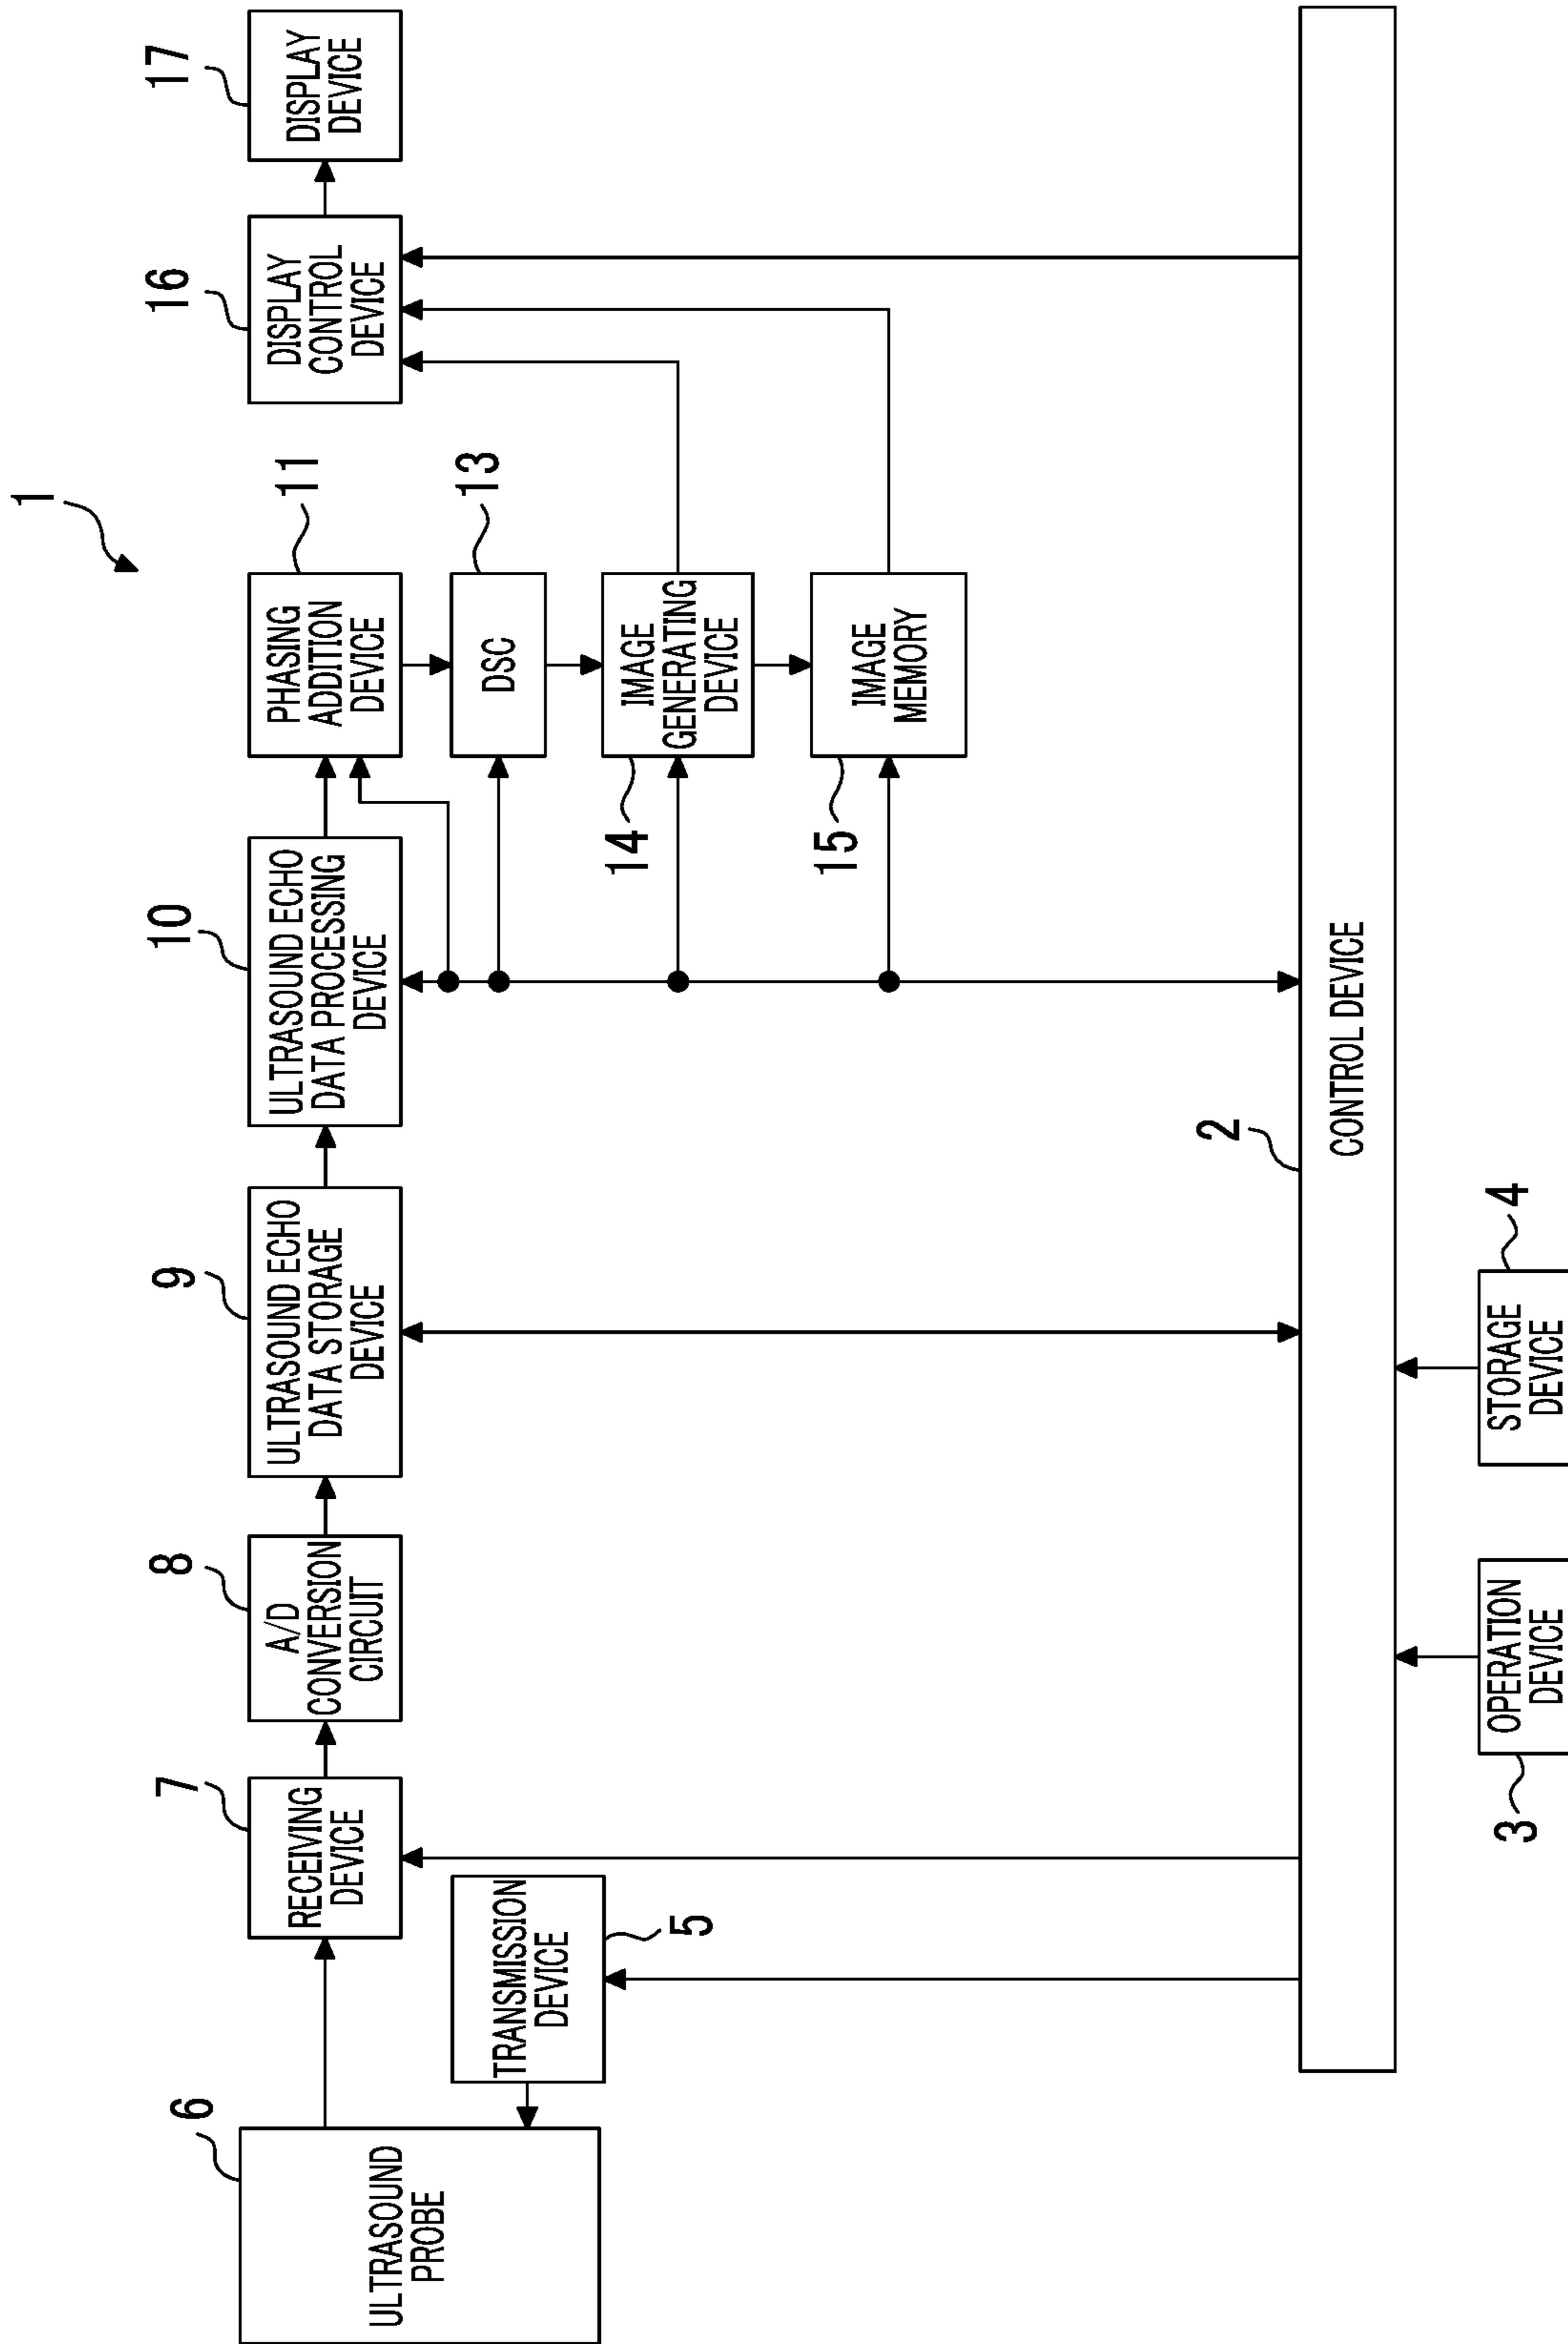 1
6
ULTRASOUND
PROBE
7
RECEIVING
DEVICE
8
A/D
CONVERSION
CIRCUIT
9
ULTRASOUND ECHO
DATA STORAGE
DEVICE
10
ULTRASOUND ECHO
DATA PROCESSING
DEVICE
11
PHASING
ADDITION
DEVICE
16
DISPLAY
CONTROL
DEVICE
17
DISPLAY
DEVICE
TRANSMISSION
DEVICE
5
13
DSC
14
IMAGE
GENERATING
DEVICE
15
IMAGE
MEMORY
2
CONTROL DEVICE
3
OPERATION
DEVICE
4
STORAGE
DEVICE